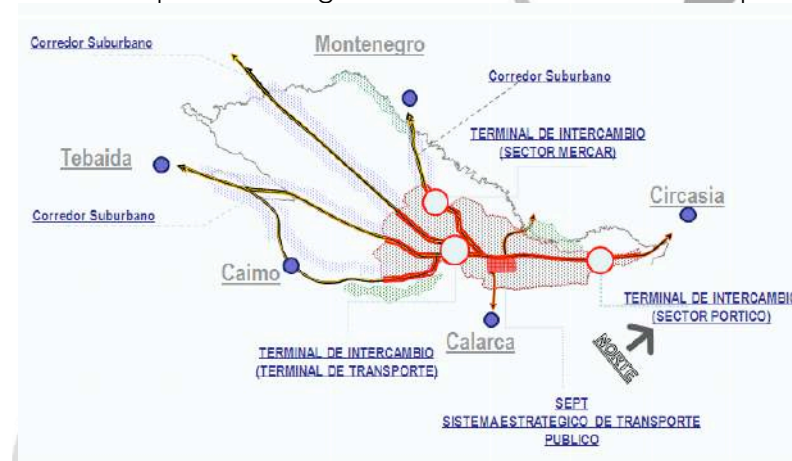 Corredor Suburbano
Montenegro
Corredor Suburbano
TERMINAL DE INTERCAMBIO
(SECTOR MERCAR)
Tebaida
Circasia
Corredor Suburbano
Caimo
TERMINAL DE INTERCAMBIO
(SECTOR PORTICO)
Calarca
NORTE
TERMINAL DE INTERCAMBIO
(TERMINAL DE TRANSPORTE)
SEPT
SISTEMA ESTRATEGICO DE TRANSPORTE
PUBLICO